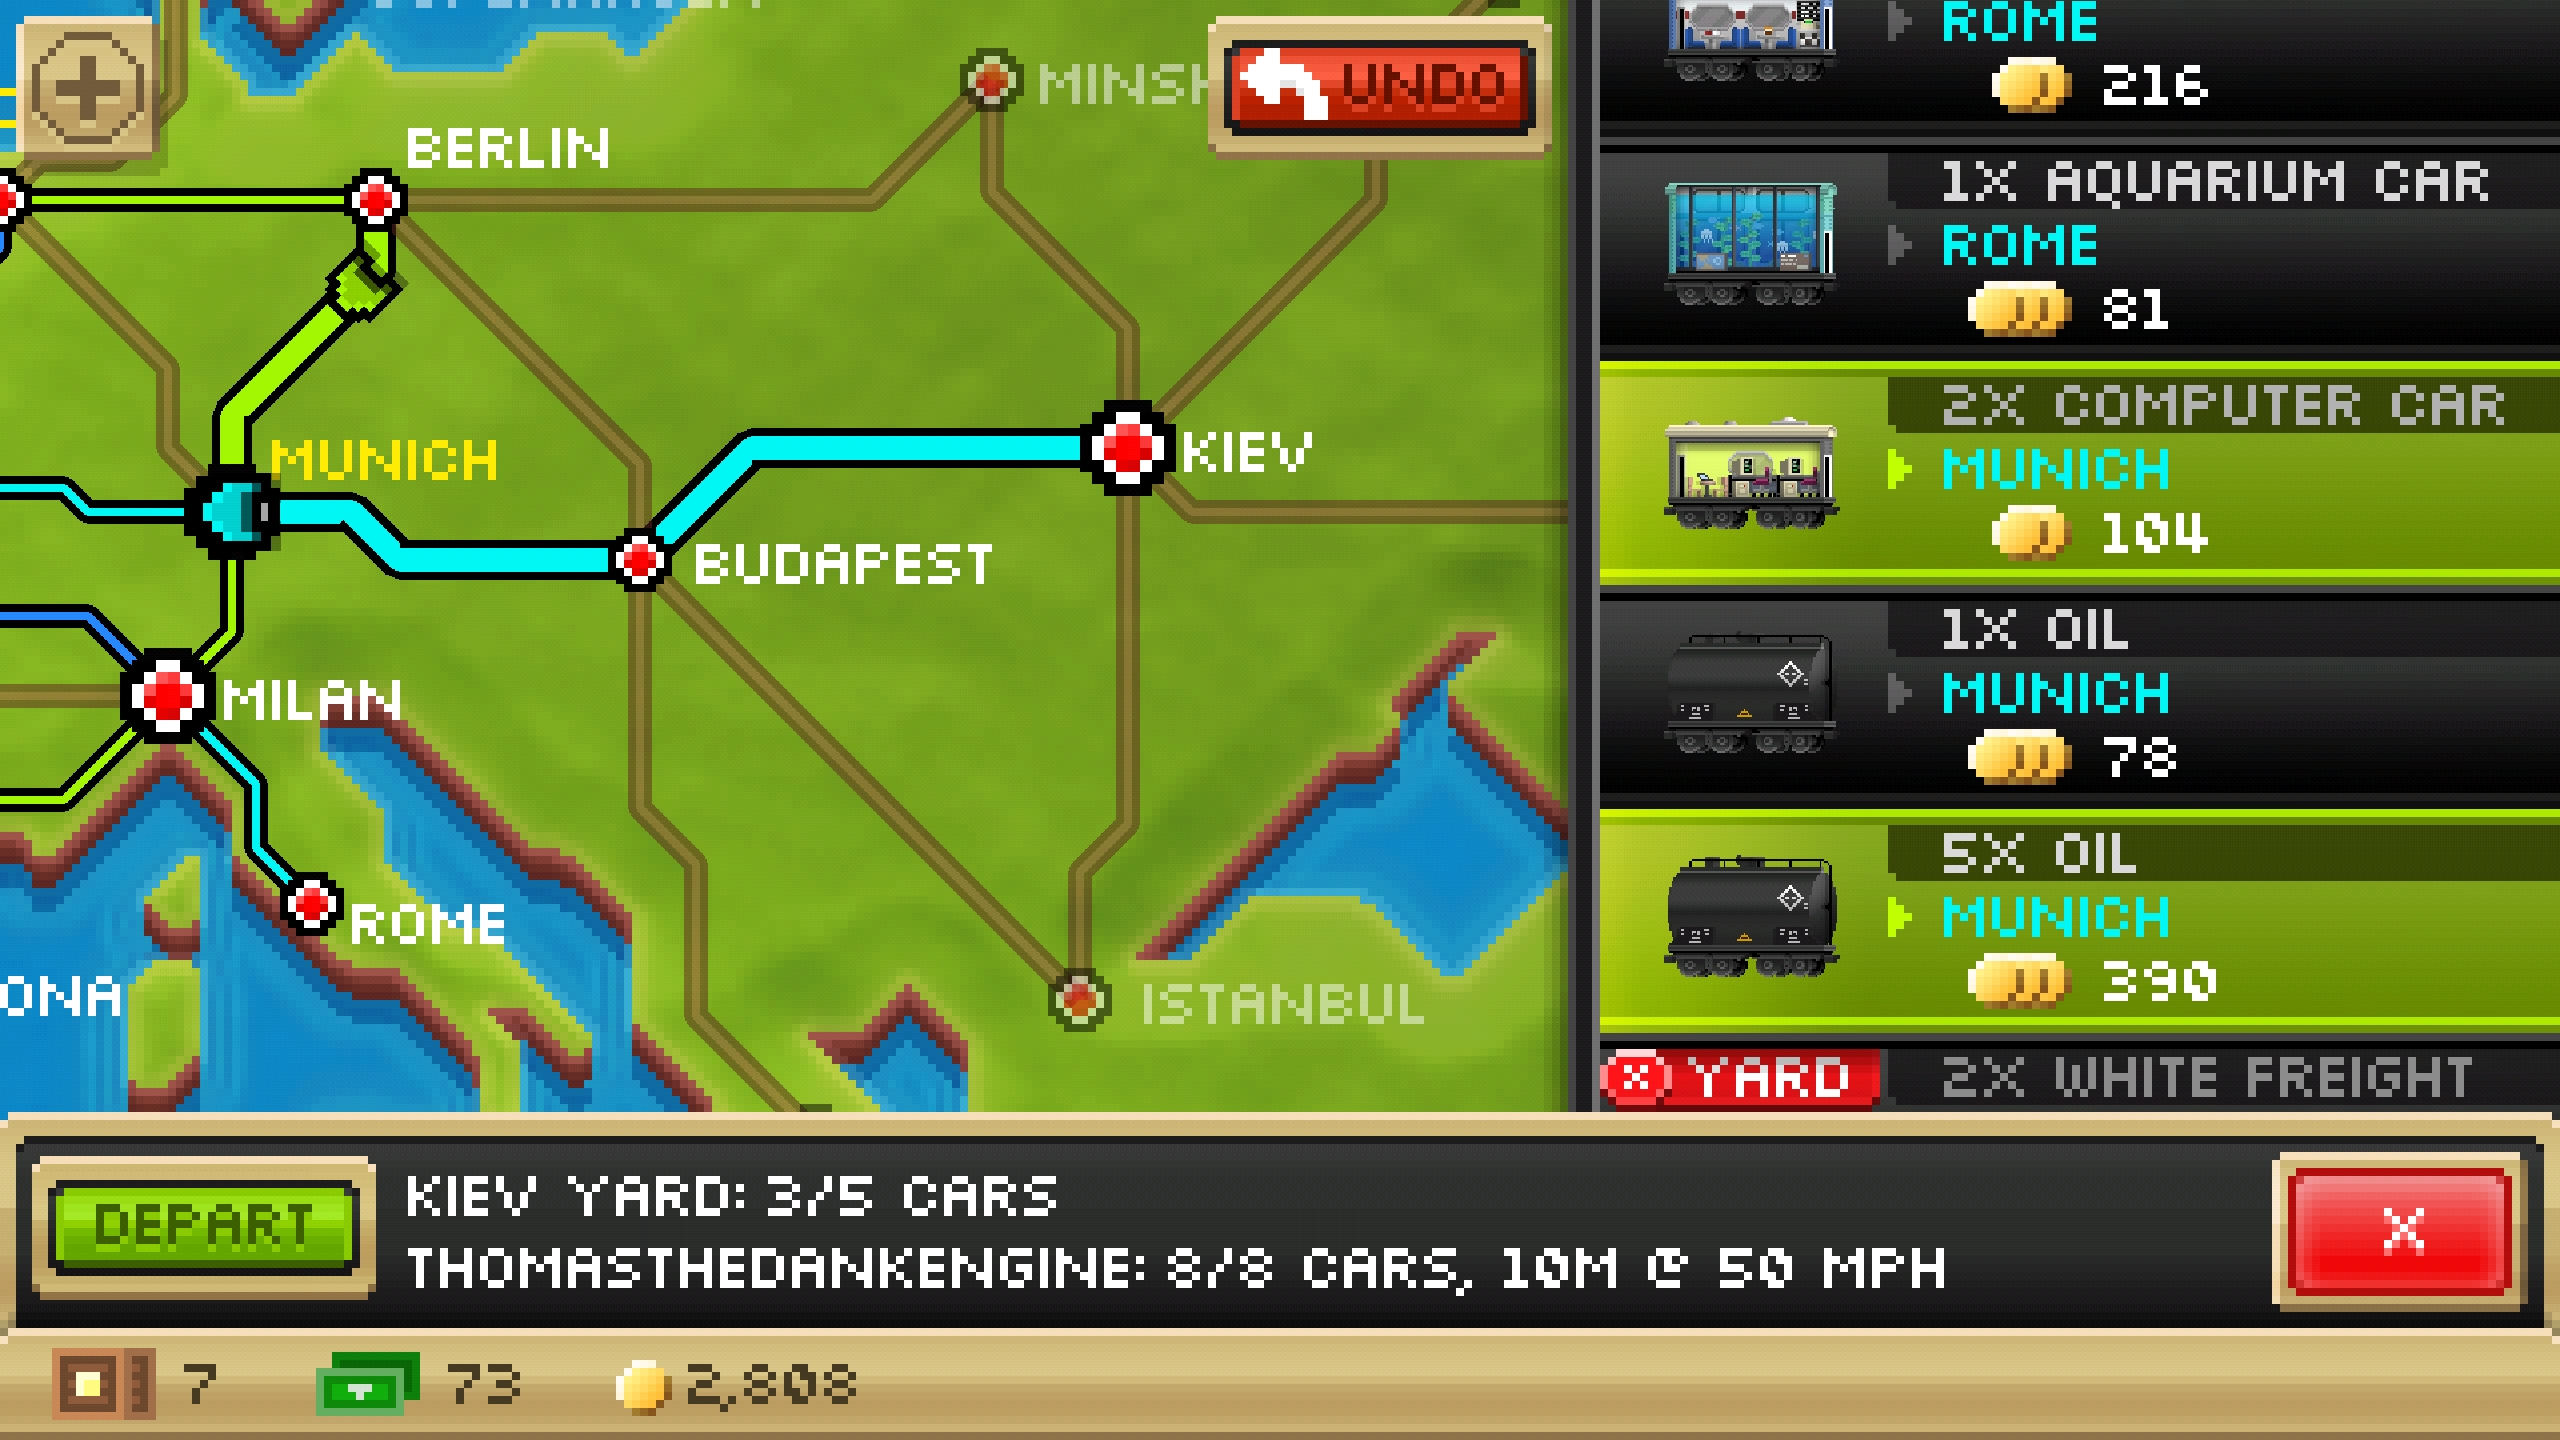 UNDO
BERLIN
MUNICH
KIEV
BUDAPEST
MILAN
ROME
ONA
ISTANBUL
ROME
216
1X AQUARIUM CAR
ROME
81
2X COMPUTER CAR
MUNICH
104
1X OIL
MUNICH
78
5X OIL
MUNICH
390
X YARD
2X WHITE FREIGHT
DEPART
KIEV YARD: 3/5 CARS
THOMASTHEDANKENGINE: 8/8 CARS, 10M @ 50 MPH
X
7
73
2,808